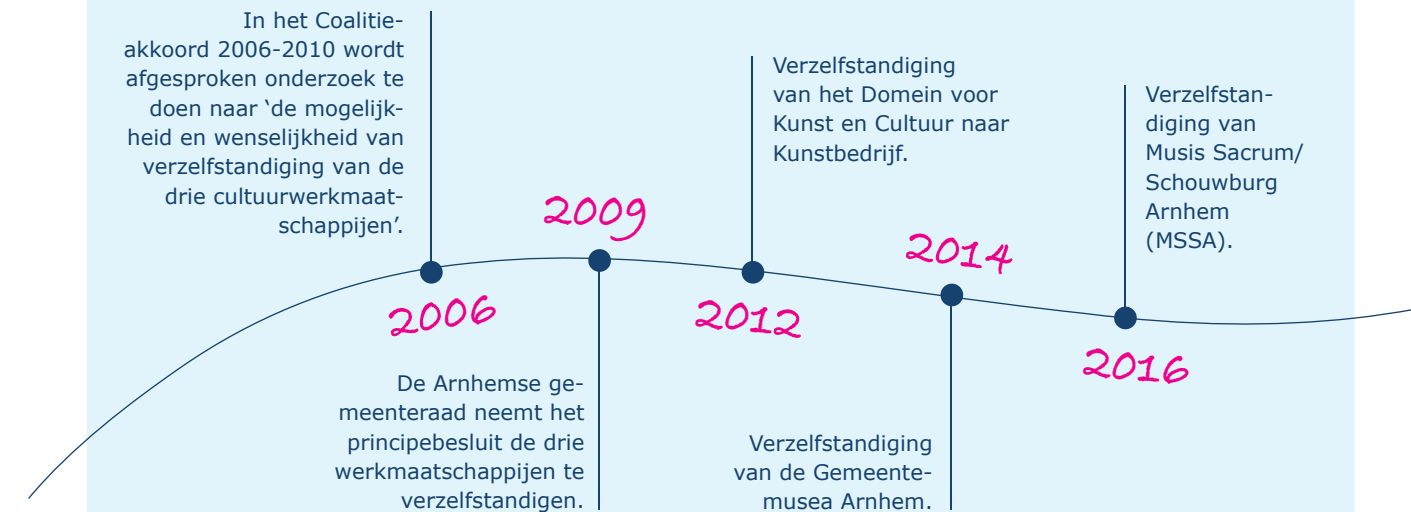 In het Coalitie-
akkoord 2006-2010 wordt
afgesproken onderzoek te
doen naar ‘de mogelijk-
heid en wenselijkheid van
verzelfstandiging van de
drie cultuurwerkmaat-
schappijen’.
2006
2009
De Arnhemse ge-
meenteraad neemt het
principebesluit de drie
werkmaatschappijen te
verzelfstandigen.
Verzelfstandiging
van het Domein voor
Kunst en Cultuur naar
Kunstbedrijf.
2012
2014
Verzelfstandiging
van de Gemeente-
musea Arnhem.
Verzelfstan-
diging van
Musis Sacrum/
Schouwburg
Arnhem
(MSSA).
2016